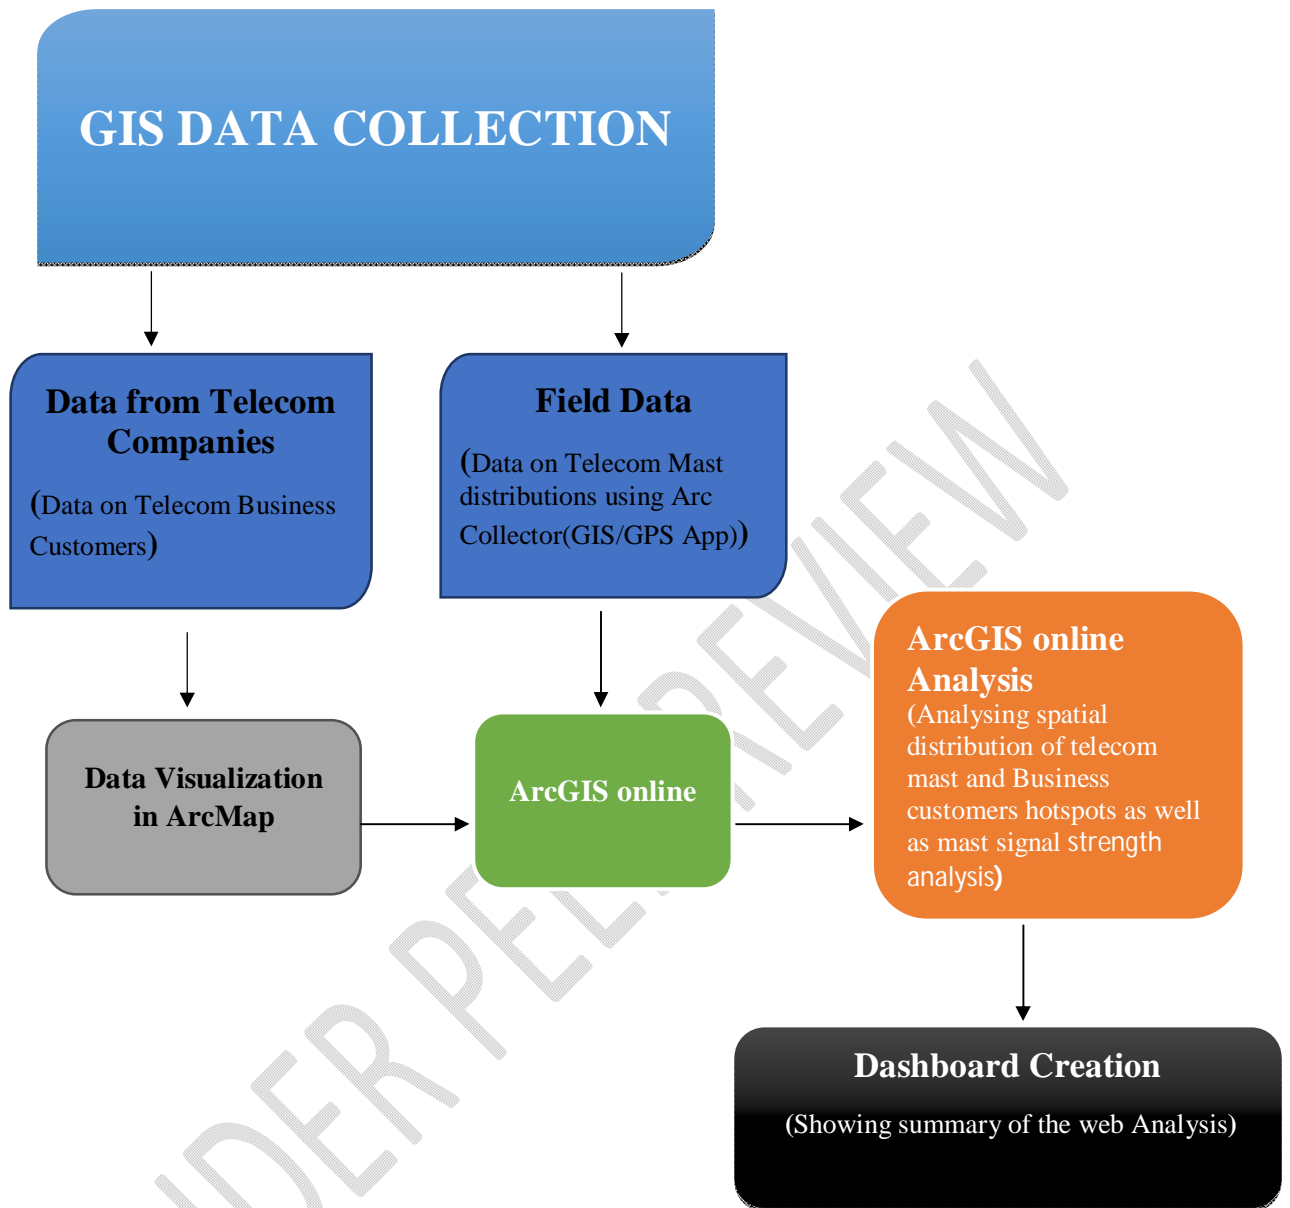 GIS DATA COLLECTION
Data from Telecom
Companies
(Data on Telecom Business
Customers)
Field Data
(Data on Telecom Mast
distributions using Arc
Collector(GIS/GPS App))
Data Visualization
in ArcMap
ArcGIS online
ArcGIS online
Analysis
(Analysing spatial
distribution of telecom
mast and Business
customers hotspots as well
as mast signal strength
analysis)
Dashboard Creation
(Showing summary of the web Analysis)